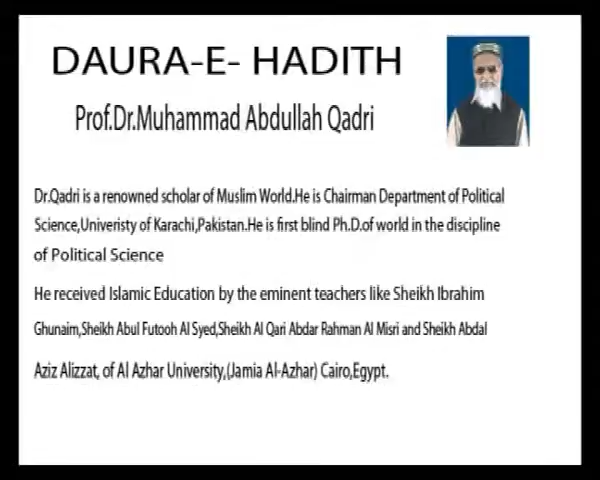 DAURA-E- HADITH
Prof.Dr.Muhammad Abdullah Qadri
Dr.Qadri is a renowned scholar of Muslim World.He is Chairman Department of Political
Science,Univeristy of Karachi,Pakistan.He is first blind Ph.D.of world in the discipline
of Political Science
He received Islamic Education by the eminent teachers like Sheikh Ibrahim
Ghunaim,Sheikh Abul Futooh Al Syed,Sheikh Al Qari Abdar Rahman Al Misri and Sheikh Abdal
Aziz Alizzat, of Al Azhar University,(Jamia Al-Azhar) Cairo,Egypt.